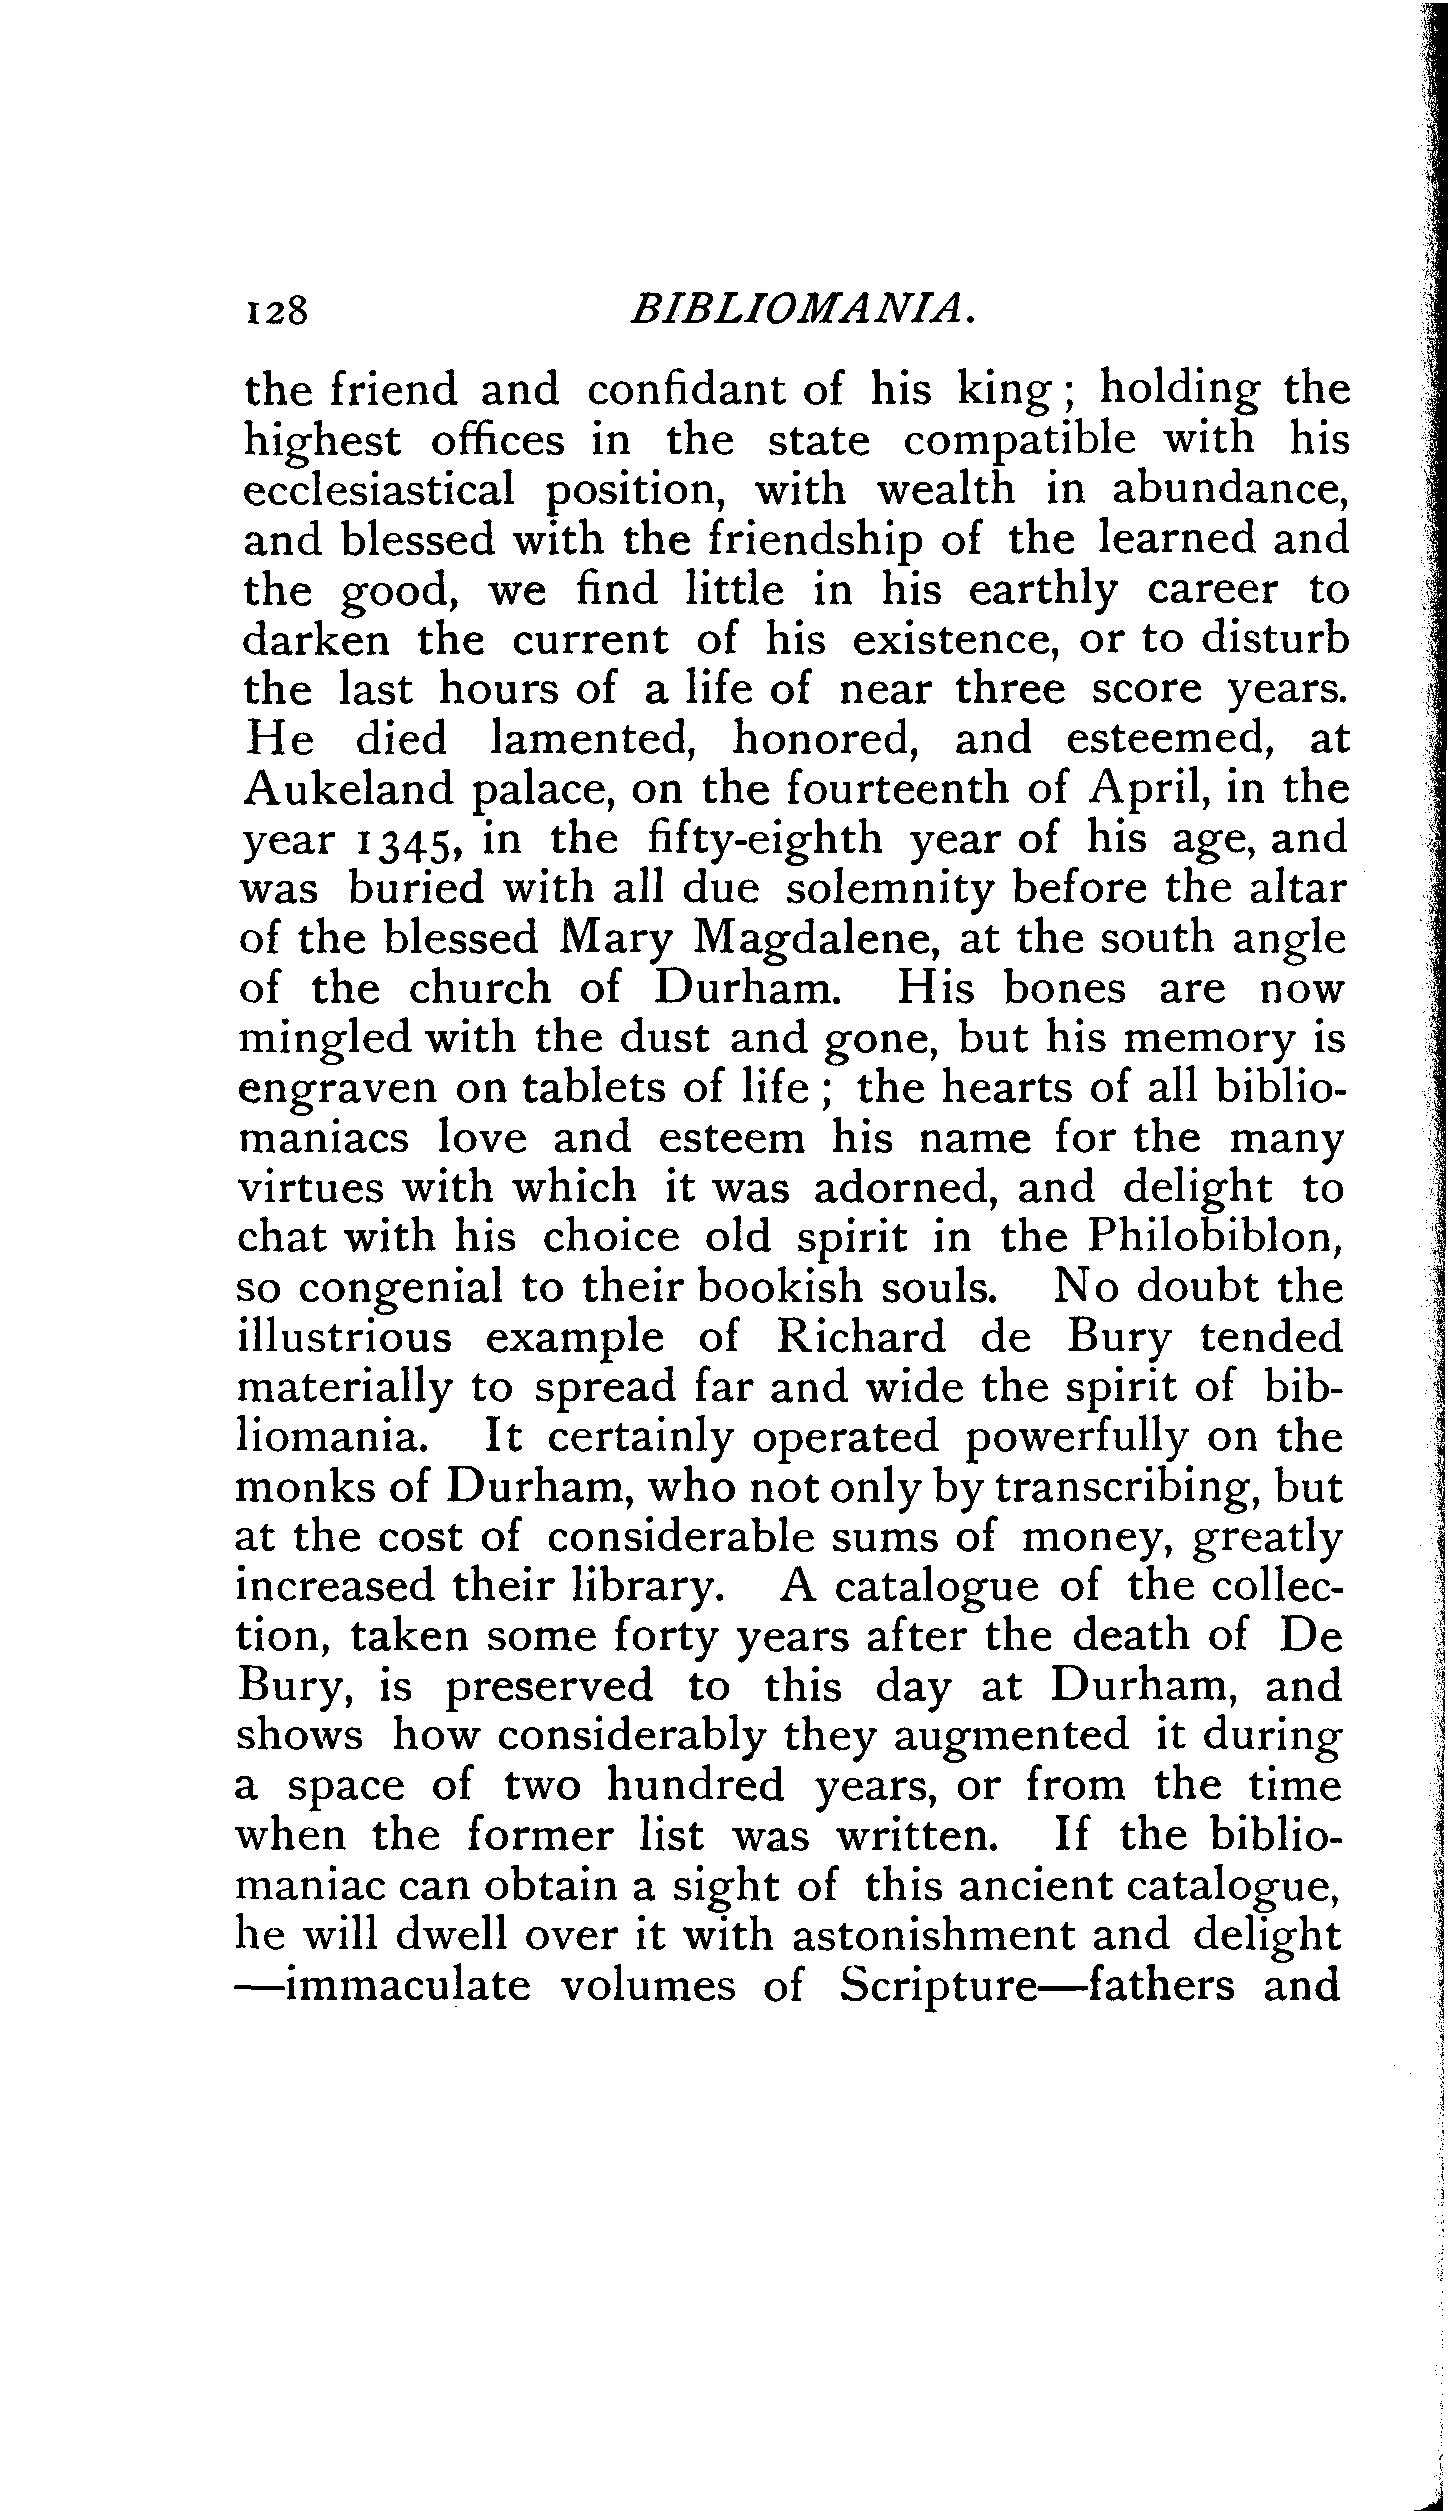 128 BIBLIOMANIA.
the friend and confidant of his king; holding the
highest offices in the state compatible with his
ecclesiastical position, with wealth in abundance,
and blessed with the friendship of the learned and
the good, we find little in his earthly career to
darken the current of his existence, or to disturb
the last hours of a life of near three score years.
He died lamented, honored, and esteemed, at
Aukeland palace, on the fourteenth of April, in the
year 1345, in the fifty-eighth year of his age, and
was buried with all due solemnity before the altar
of the blessed Mary Magdalene, at the south angle
of the church of Durham. His bones are now
mingled with the dust and gone, but his memory is
engraven on tablets of life; the hearts of all biblio-
maniacs love and esteem his name for the many
virtues with which it was adorned, and delight to
chat with his choice old spirit in the Philobiblon,
so congenial to their bookish souls. No doubt the
illustrious example of Richard de Bury tended
materially to spread far and wide the spirit of bib-
liomania. It certainly operated powerfully on the
monks of Durham, who not only by transcribing, but
at the cost of considerable sums of money, greatly
increased their library. A catalogue of the collec-
tion, taken some forty years after the death of De
Bury, is preserved to this day at Durham, and
shows how considerably they augmented it during
a space of two hundred years, or from the time
when the former list was written. If the biblio-
maniac can obtain a sight of this ancient catalogue,
he will dwell over it with astonishment and delight
—immaculate volumes of Scripture—fathers and